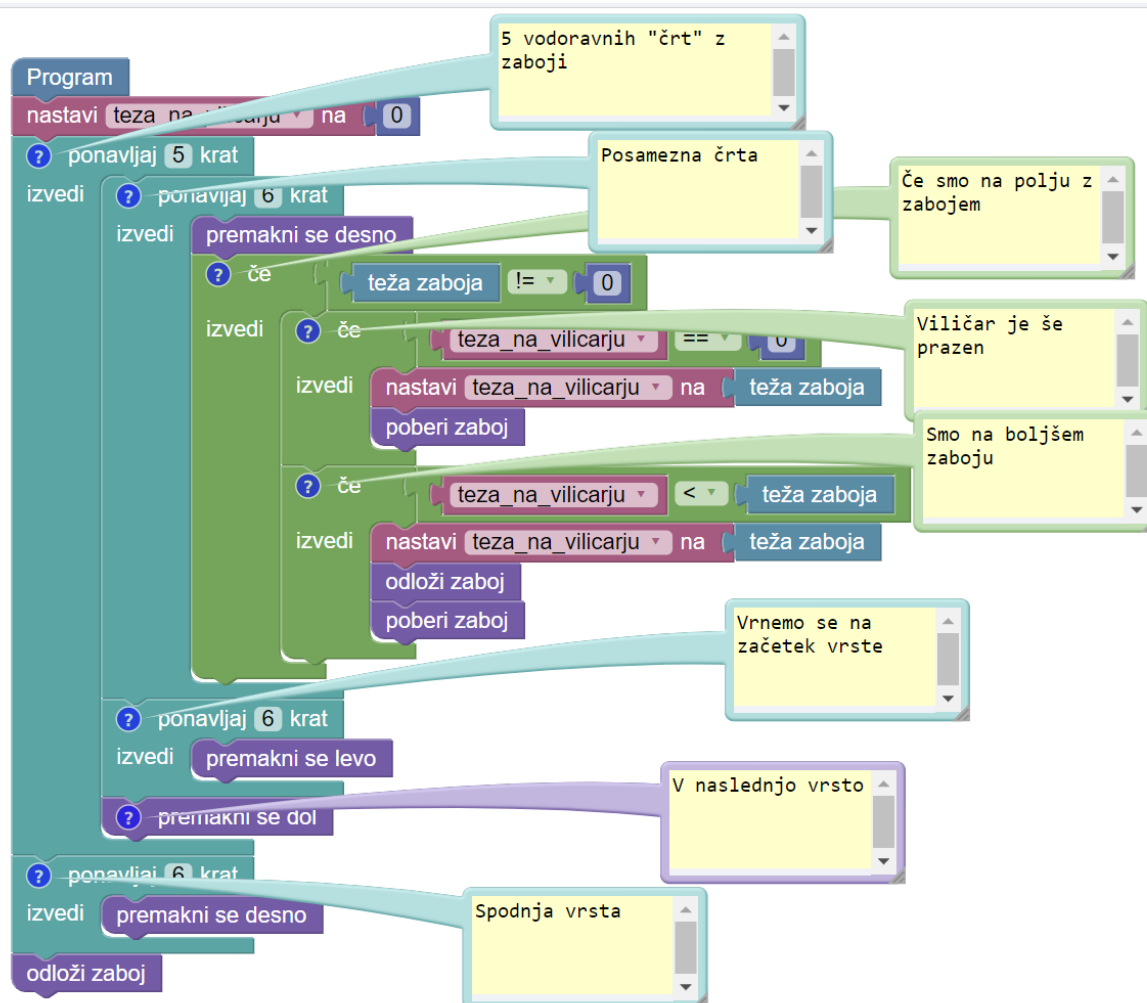 5 vodoravnih "črt" z
zaboji
Program
nastavi teza_na_vilicarju na 0
? ponavljaj 5 krat
Posamezna črta
izvedi ? ponavljaj 6 krat
Če smo na polju z
zabojem
izvedi premakni se desno
? če teža zaboja != 0
izvedi ? če teza_na_vilicarju == 0
Viličar je še
prazen
izvedi nastavi teza_na_vilicarju na teža zaboja
poberi zaboj
Smo na boljšem
zaboju
? če teza_na_vilicarju < teža zaboja
izvedi nastavi teza_na_vilicarju na teža zaboja
odloži zaboj
poberi zaboj
Vrnemo se na
začetek vrste
? ponavljaj 6 krat
izvedi premakni se levo
V naslednjo vrsto
? premakni se dol
? ponavljaj 6 krat
izvedi premakni se desno
Spodnja vrsta
odloži zaboj